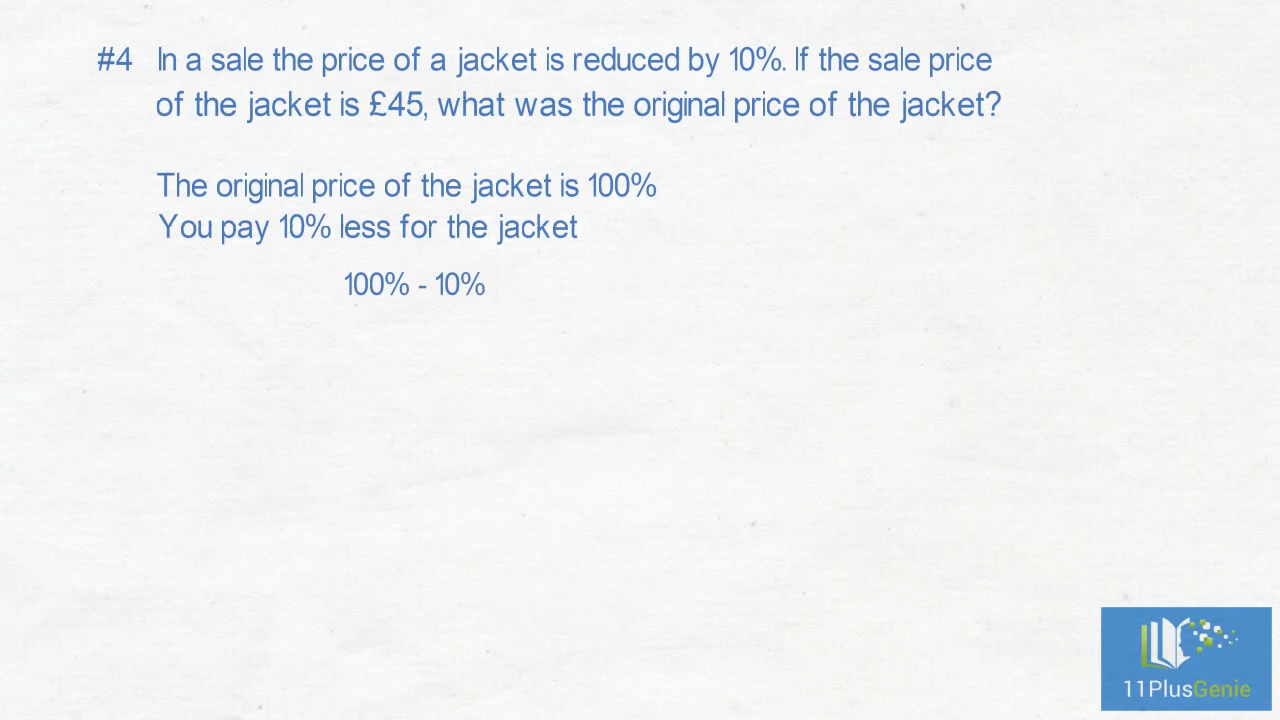 #4 In a sale the price of a jacket is reduced by 10%. If the sale price
of the jacket is £45, what was the original price of the jacket?
The original price of the jacket is 100%
You pay 10% less for the jacket
100% - 10%
11PlusGenie